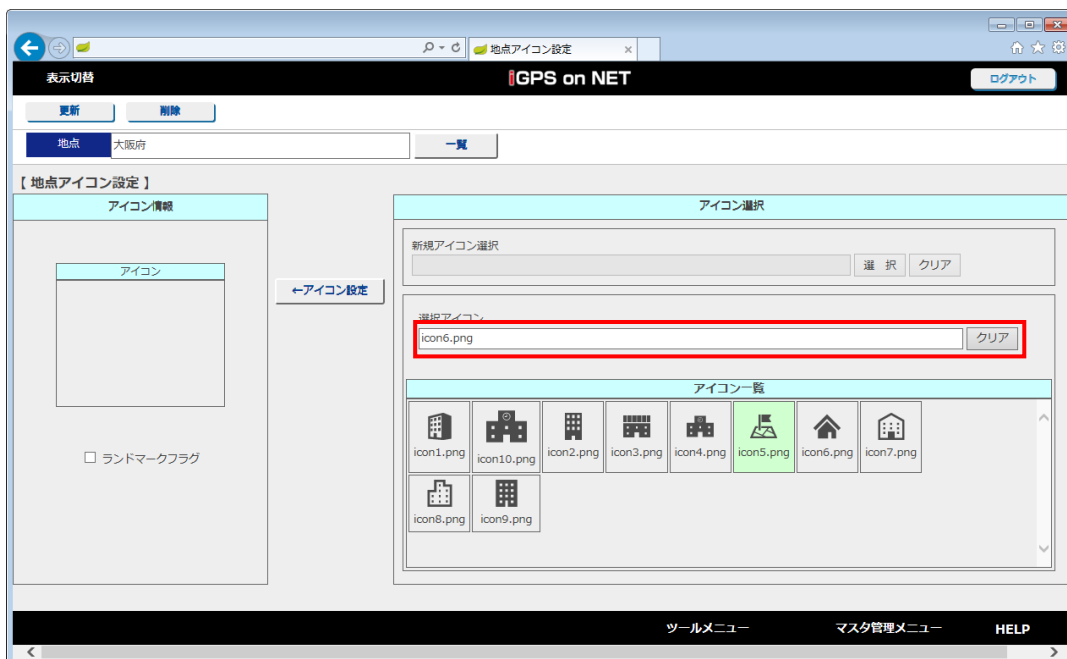 地点アイコン設定
表示切替
iGPS on NET
ログアウト
更新
削除
地点
大阪府
一覧
【 地点アイコン設定 】
アイコン情報
アイコン
ランドマークフラグ
←アイコン設定
アイコン選択
新規アイコン選択
選 択
クリア
選択アイコン
icon6.png
クリア
アイコン一覧
icon1.png
icon10.png
icon2.png
icon3.png
icon4.png
icon5.png
icon6.png
icon7.png
icon8.png
icon9.png
ツールメニュー
マスタ管理メニュー
HELP